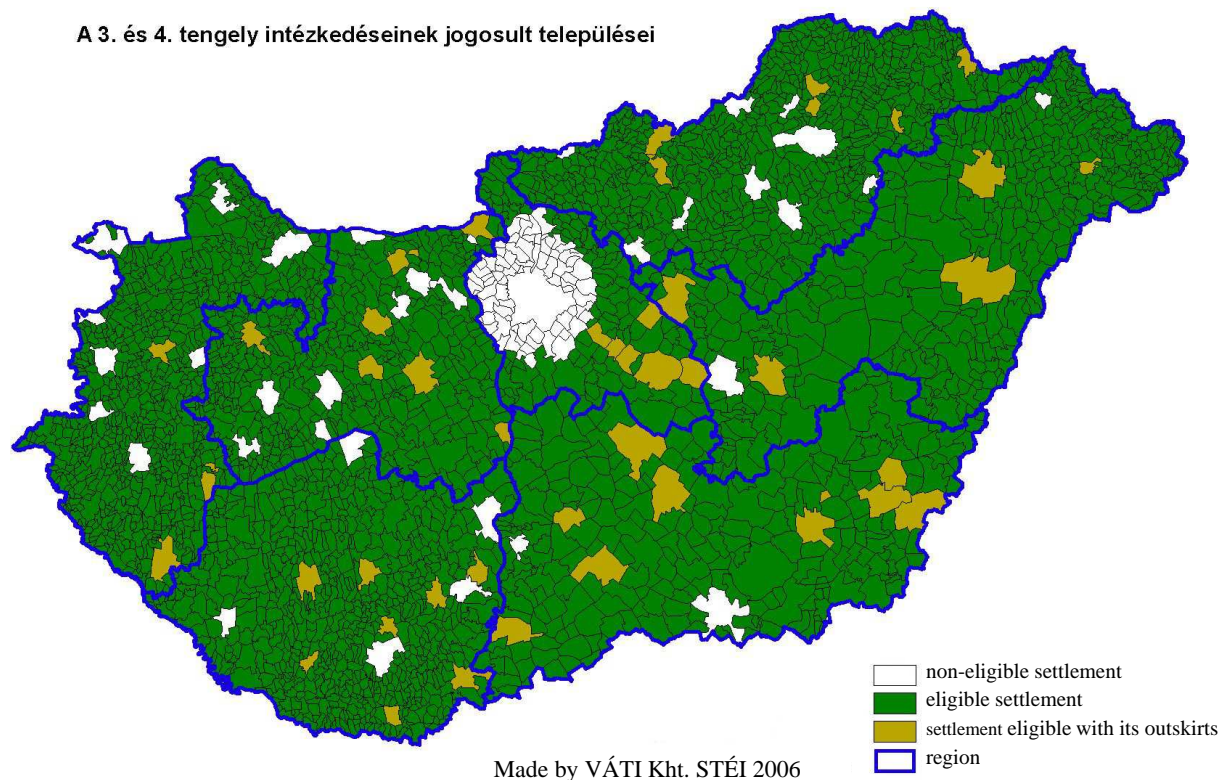 A 3. és 4. tengely intézkedéseinek jogosult települései
non-eligible settlement
eligible settlement
settlement eligible with its outskirts
region
Made by VÁTI Kht. STÉI 2006